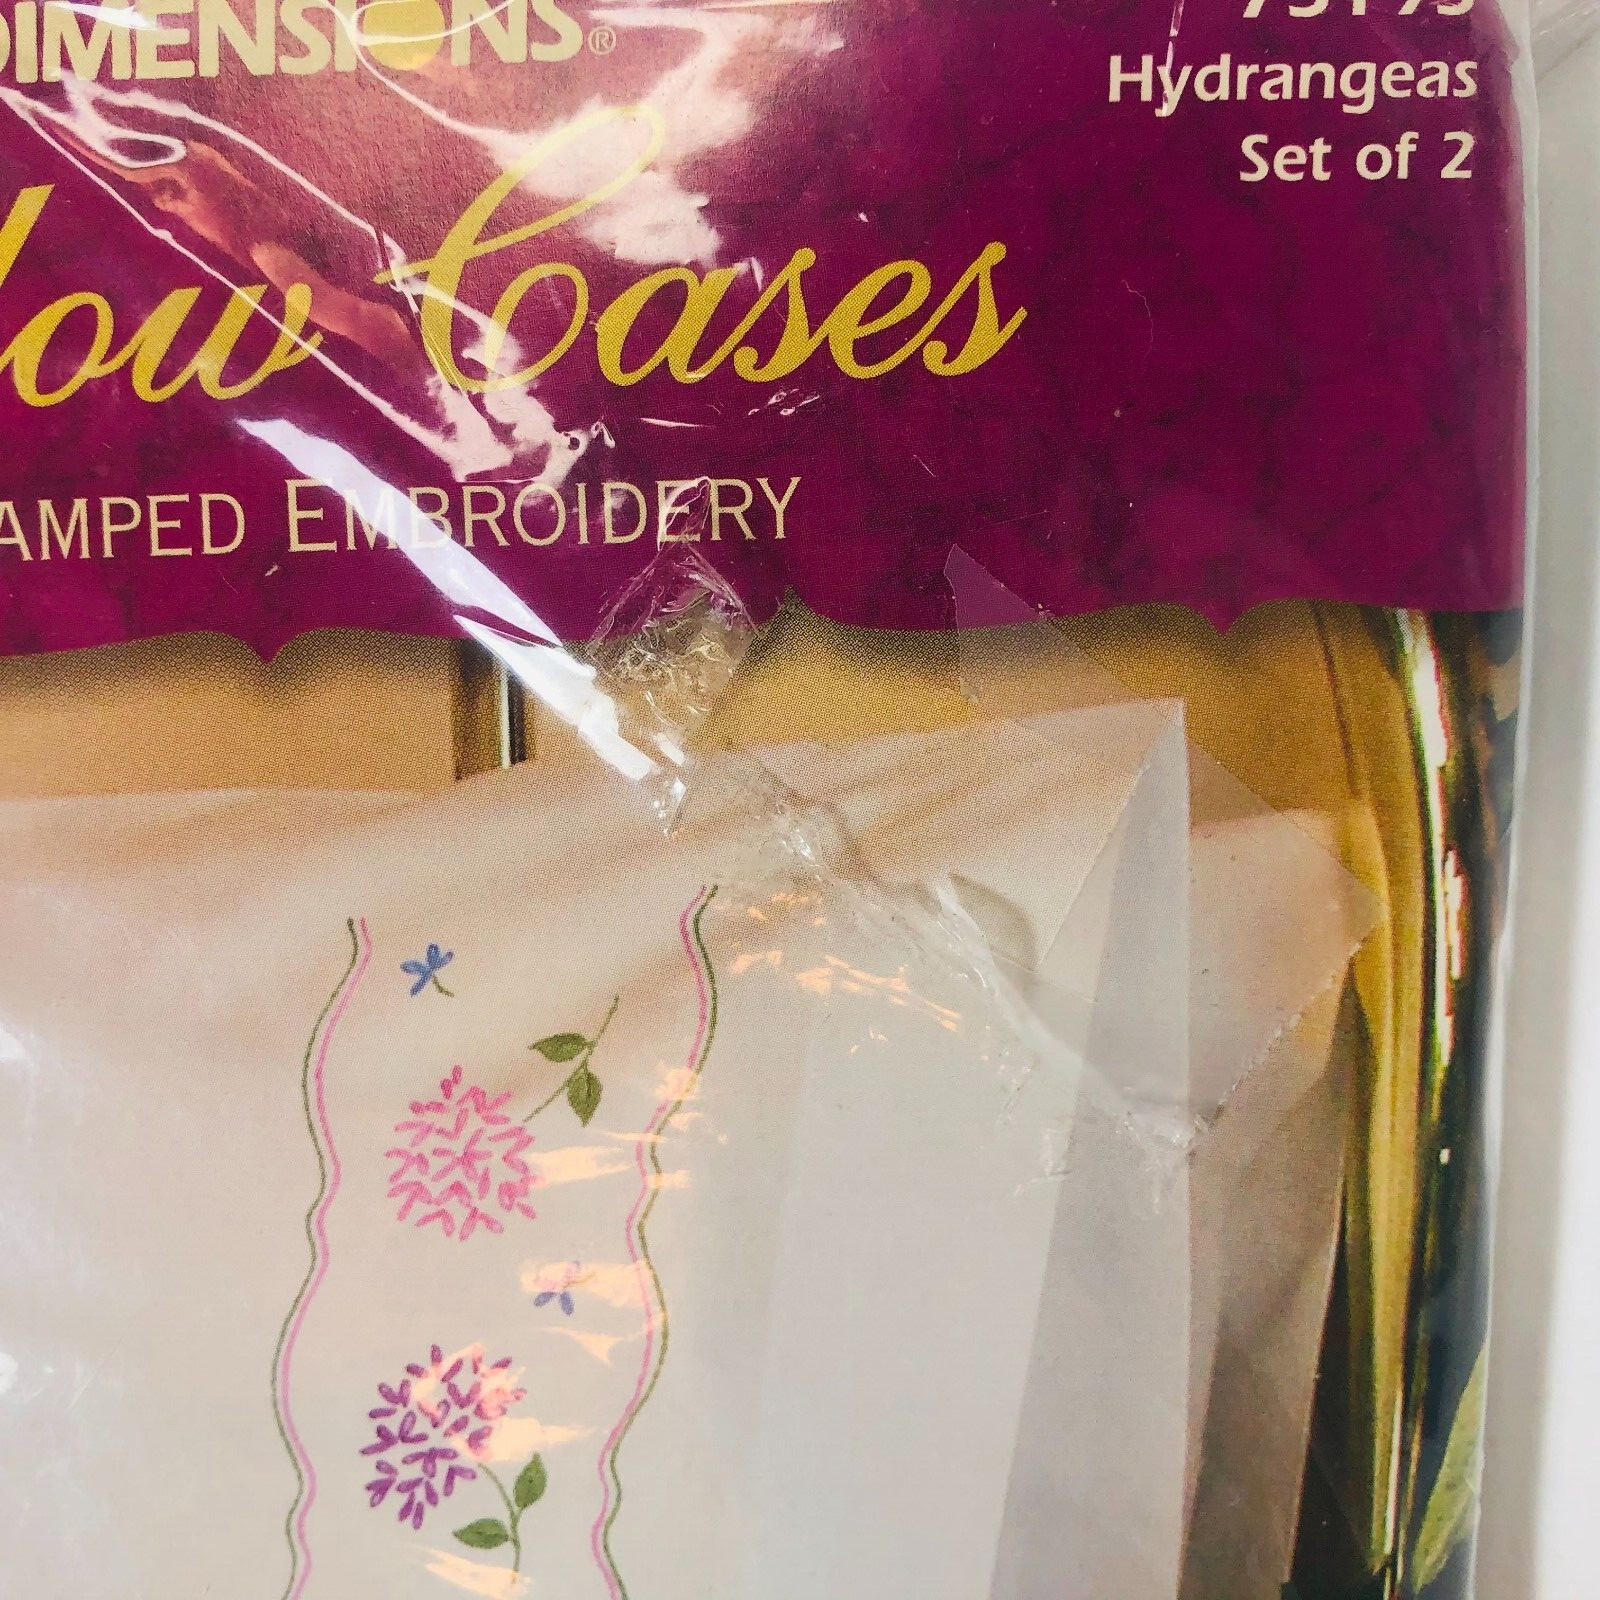 DIMENSIONS®
Hydrangeas
Set of 2
low Cases
AMPED EMBROIDERY